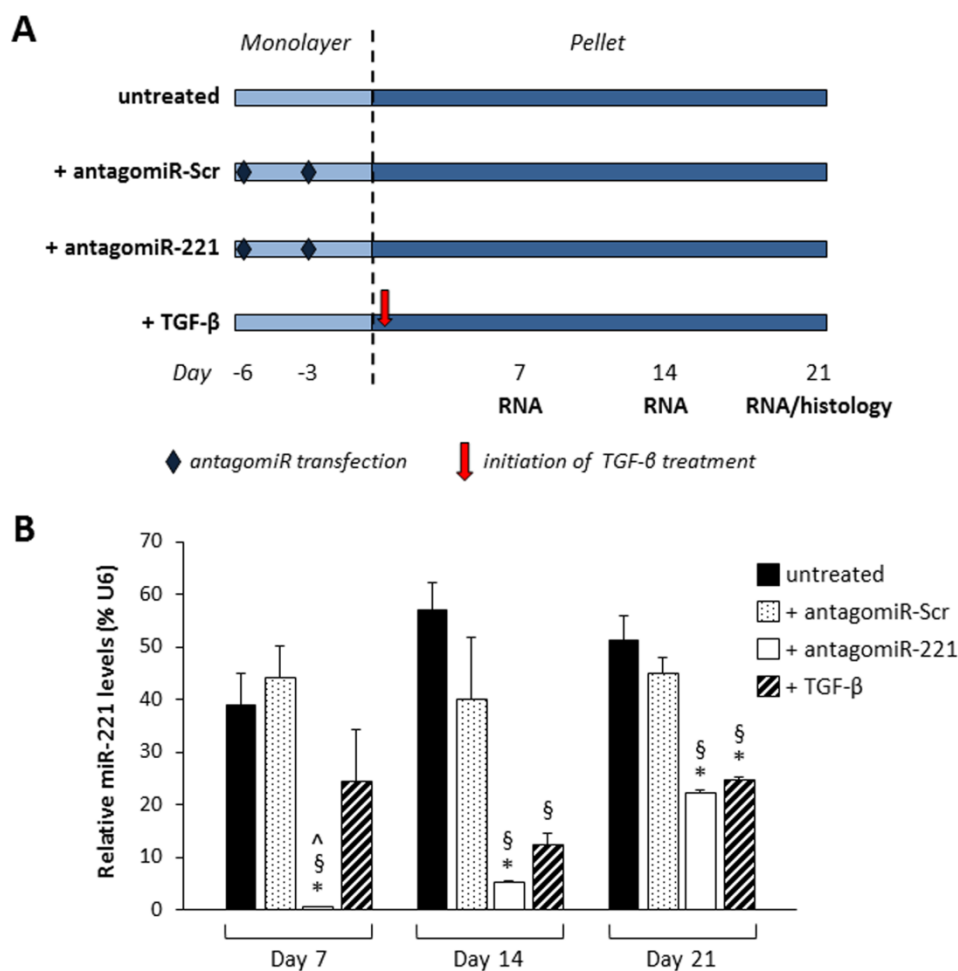 A
Monolayer Pellet
untreated
+ antagomiR-Scr
+ antagomiR-221
+ TGF-β
Day -6 -3 7 14 21
RNA RNA RNA/histology
antagomiR transfection initiation of TGF-β treatment
B
Relative miR-221 levels (% U6)
70
60
50
40
30
20
10
0
untreated
+ antagomiR-Scr
+ antagomiR-221
+ TGF-β
^
§
*
§
*
§
§
*
§
*
Day 7 Day 14 Day 21